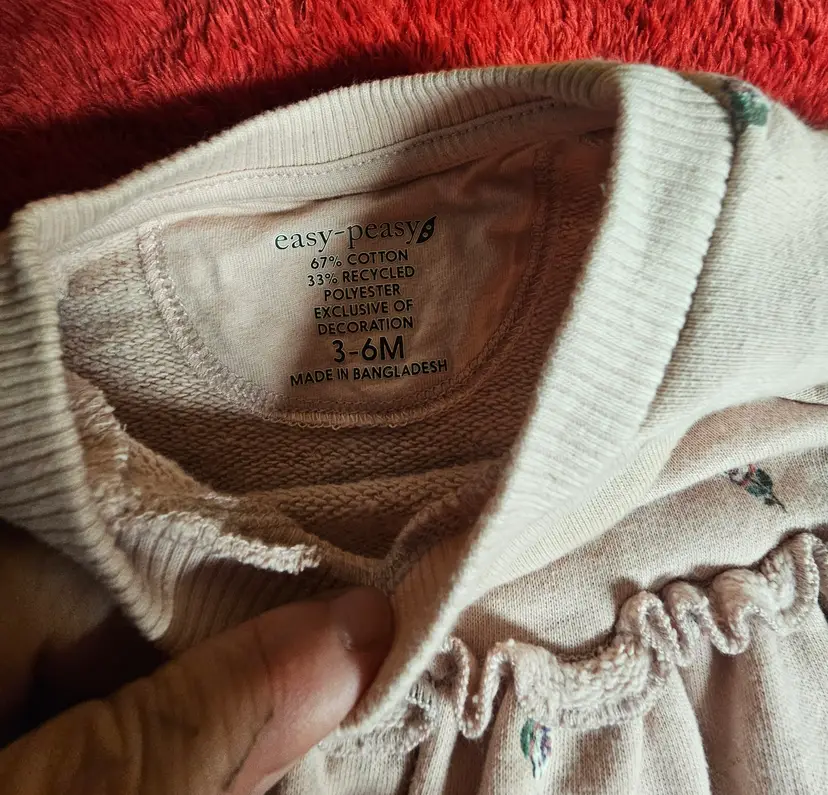 easy-peasy
67% COTTON
33% RECYCLED
POLYESTER
EXCLUSIVE OF
DECORATION
3-6M
MADE IN BANGLADESH